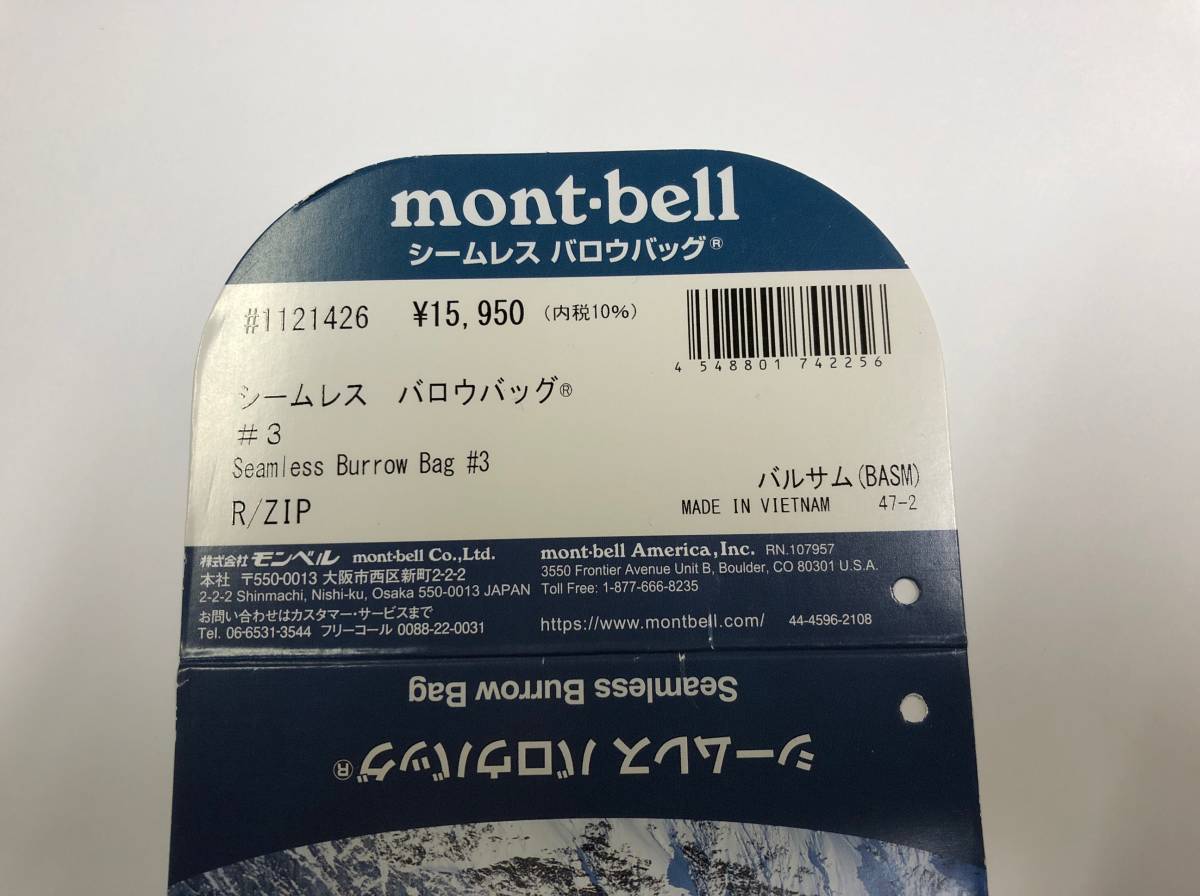 mont·bell
シームレス バロウバッグ®
#1121426 ¥15,950 (内税10%)
4 548801 742256
シームレス バロウバッグ®
#3
Seamless Burrow Bag #3
バルサム(BASM)
R/ZIP
MADE IN VIETNAM 47-2
株式会社モンベル mont-bell Co.,Ltd.
本社 〒550-0013 大阪市西区新町2-2-2
2-2-2 Shinmachi, Nishi-ku, Osaka 550-0013 JAPAN
お問い合わせはカスタマー・サービスまで
Tel. 06-6531-3544 フリーコール 0088-22-0031
mont-bell America, Inc. RN.107957
3550 Frontier Avenue Unit B, Boulder, CO 80301 U.S.A.
Toll Free: 1-877-666-8235
https://www.montbell.com/ 44-4596-2108
Seamless Burrow Bag
シームレス バロウバッグ®